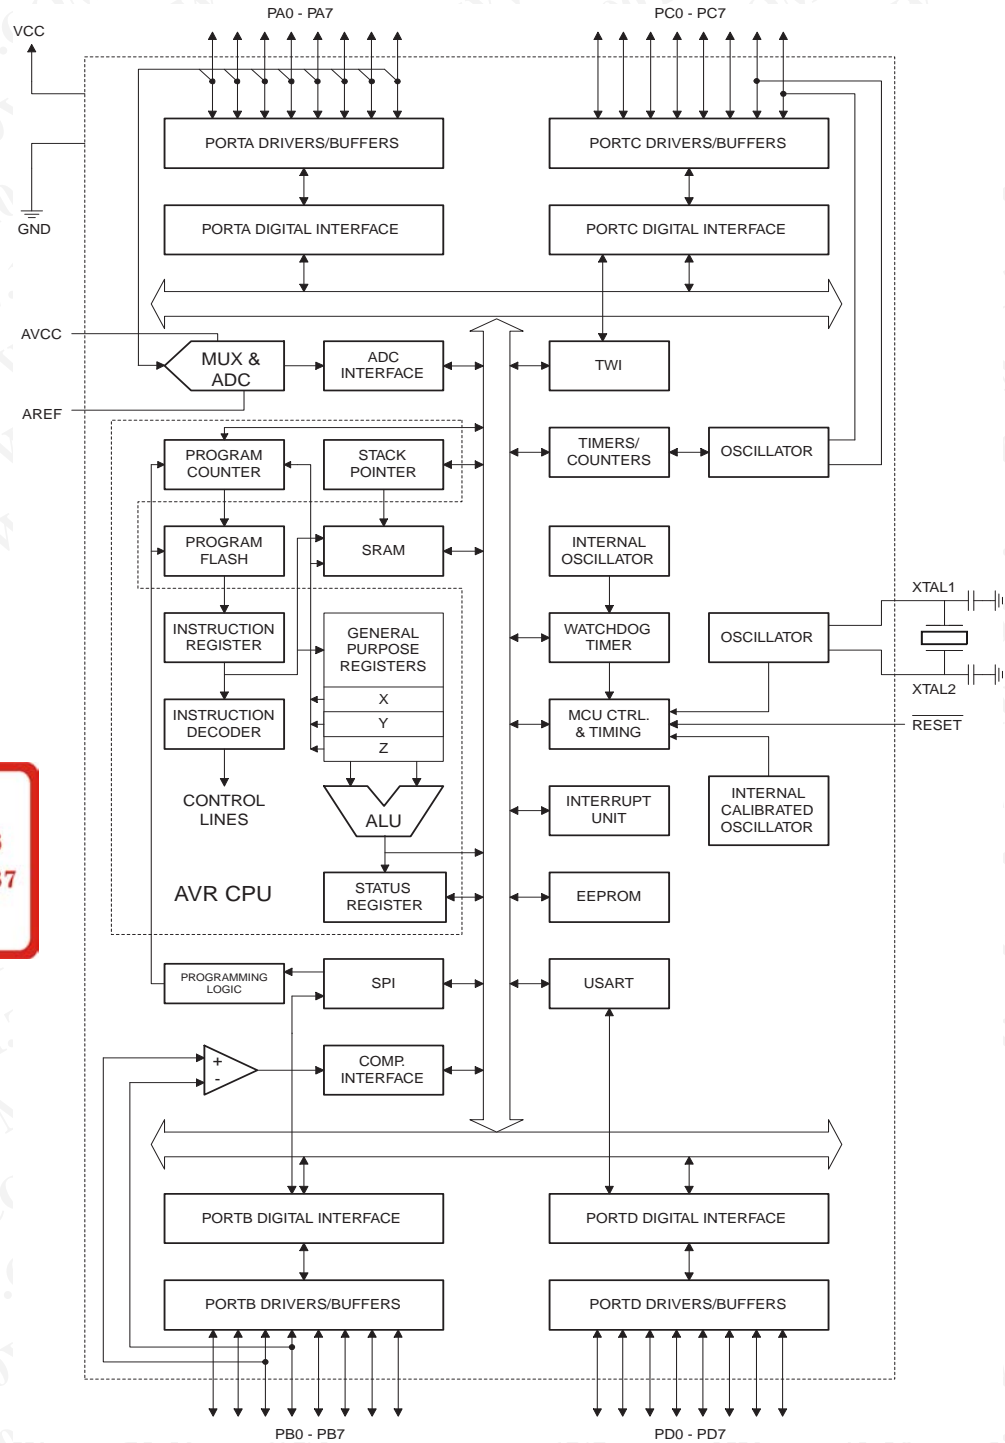 PA0 - PA7
PC0 - PC7
VCC
PORTA DRIVERS/BUFFERS
PORTC DRIVERS/BUFFERS
GND
PORTA DIGITAL INTERFACE
PORTC DIGITAL INTERFACE
AVCC
MUX &
ADC
ADC
INTERFACE
TWI
AREF
PROGRAM
COUNTER
STACK
POINTER
TIMERS/
COUNTERS
OSCILLATOR
PROGRAM
FLASH
SRAM
INTERNAL
OSCILLATOR
XTAL1
INSTRUCTION
REGISTER
GENERAL
PURPOSE
REGISTERS
WATCHDOG
TIMER
OSCILLATOR
X
XTAL2
INSTRUCTION
DECODER
Y
MCU CTRL.
& TIMING
RESET
Z
CONTROL
LINES
ALU
INTERRUPT
UNIT
INTERNAL
CALIBRATED
OSCILLATOR
AVR CPU
STATUS
REGISTER
EEPROM
PROGRAMMING
LOGIC
SPI
USART
+
-
COMP.
INTERFACE
PORTB DIGITAL INTERFACE
PORTD DIGITAL INTERFACE
PORTB DRIVERS/BUFFERS
PORTD DRIVERS/BUFFERS
PB0 - PB7
PD0 - PD7